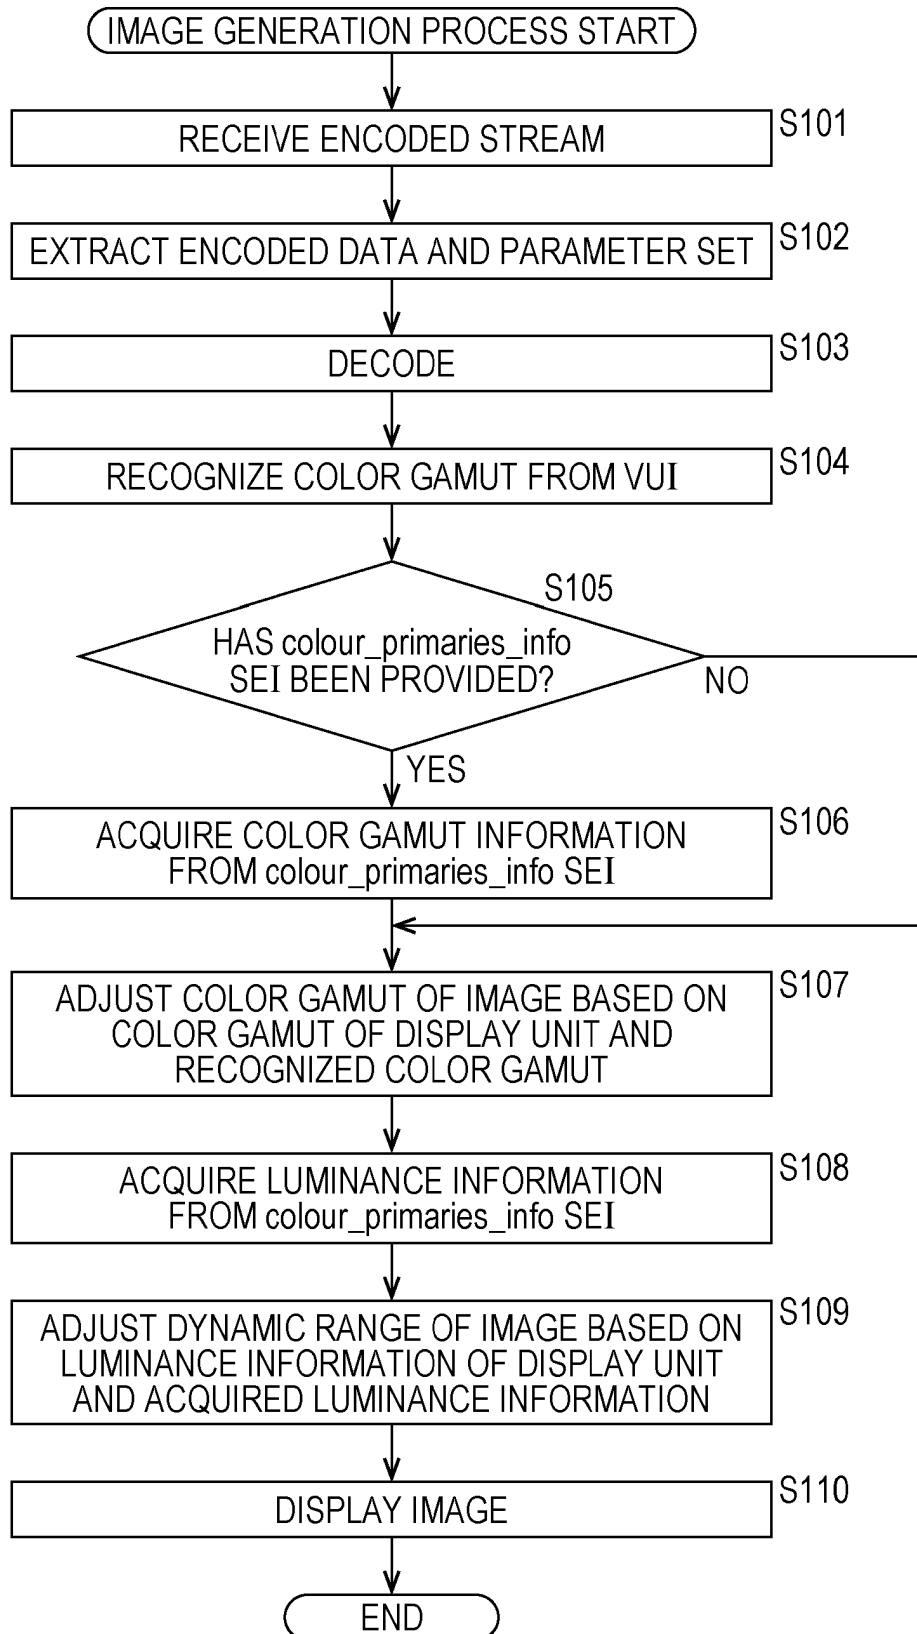 IMAGE GENERATION PROCESS START
S101
RECEIVE ENCODED STREAM
S102
EXTRACT ENCODED DATA AND PARAMETER SET
S103
DECODE
S104
RECOGNIZE COLOR GAMUT FROM VUI
S105
HAS colour_primaries_info
SEI BEEN PROVIDED?
NO
YES
S106
ACQUIRE COLOR GAMUT INFORMATION
FROM colour_primaries_info SEI
S107
ADJUST COLOR GAMUT OF IMAGE BASED ON
COLOR GAMUT OF DISPLAY UNIT AND
RECOGNIZED COLOR GAMUT
S108
ACQUIRE LUMINANCE INFORMATION
FROM colour_primaries_info SEI
S109
ADJUST DYNAMIC RANGE OF IMAGE BASED ON
LUMINANCE INFORMATION OF DISPLAY UNIT
AND ACQUIRED LUMINANCE INFORMATION
S110
DISPLAY IMAGE
END